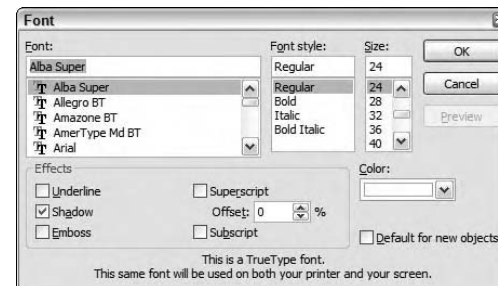 Font
Font:
Alba Super
Alba Super
Allegro BT
Amazone BT
AmerType Md BT
Arial
Font style:
Regular
Regular
Bold
Italic
Bold Italic
Size:
24
24
28
32
36
40
OK
Cancel
Preview
Effects
Underline
Shadow
Emboss
Superscript
Offset: 0 %
Subscript
Color:
Default for new objects
This is a TrueType font.
This same font will be used on both your printer and your screen.